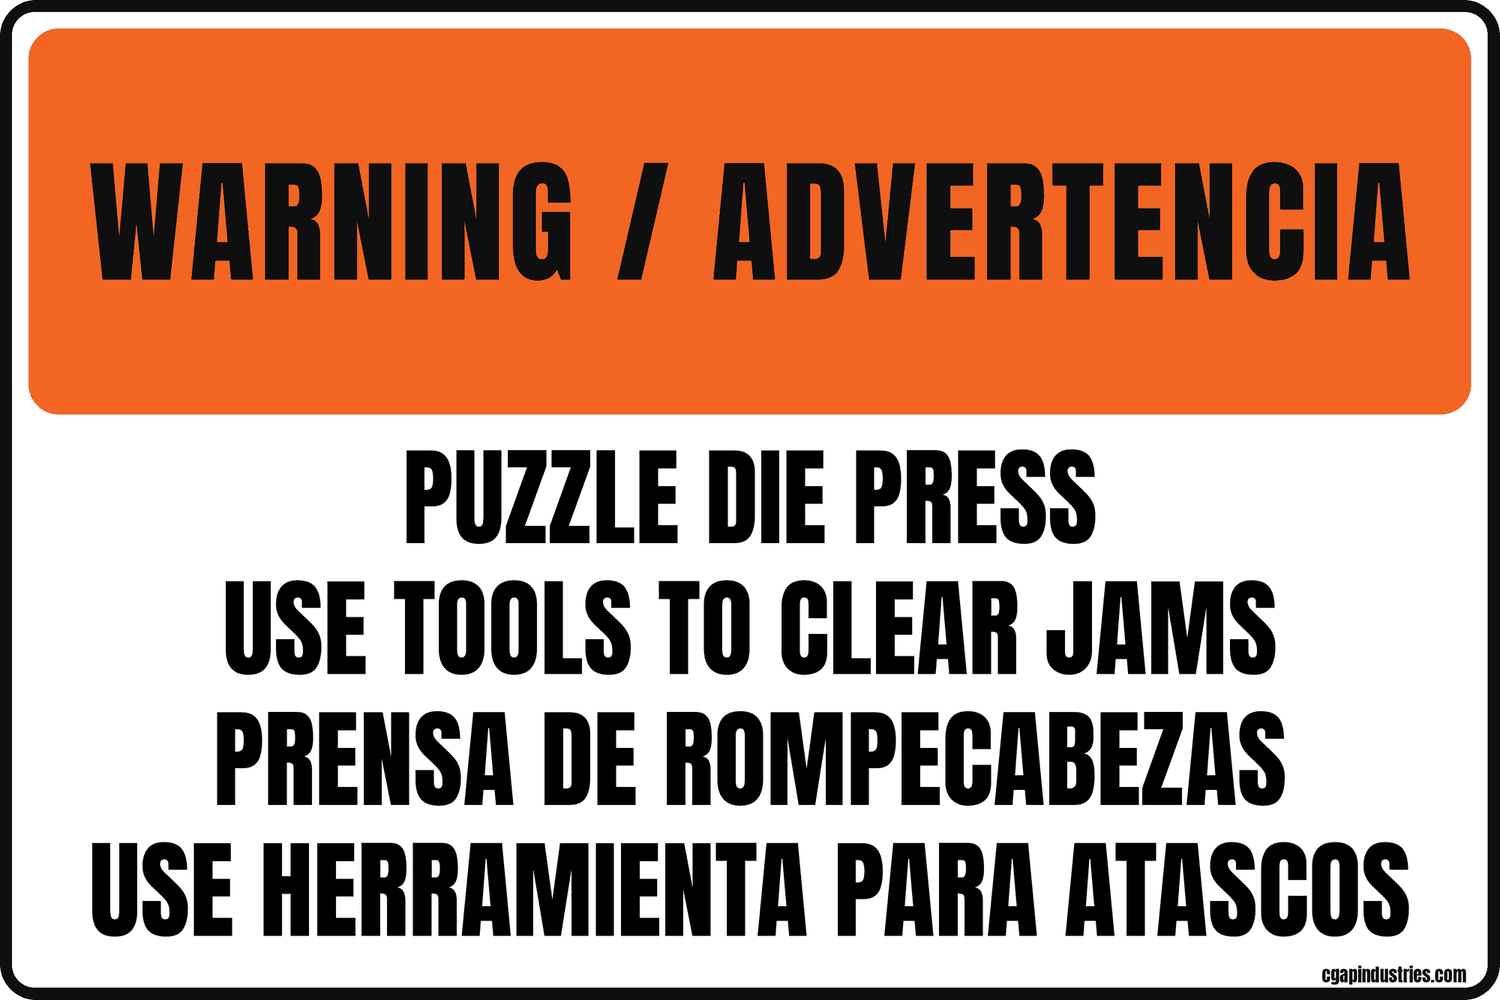 WARNING / ADVERTENCIA
PUZZLE DIE PRESS
USE TOOLS TO CLEAR JAMS
PRENSA DE ROMPECABEZAS
USE HERRAMIENTA PARA ATASCOS
cgapindustries.com